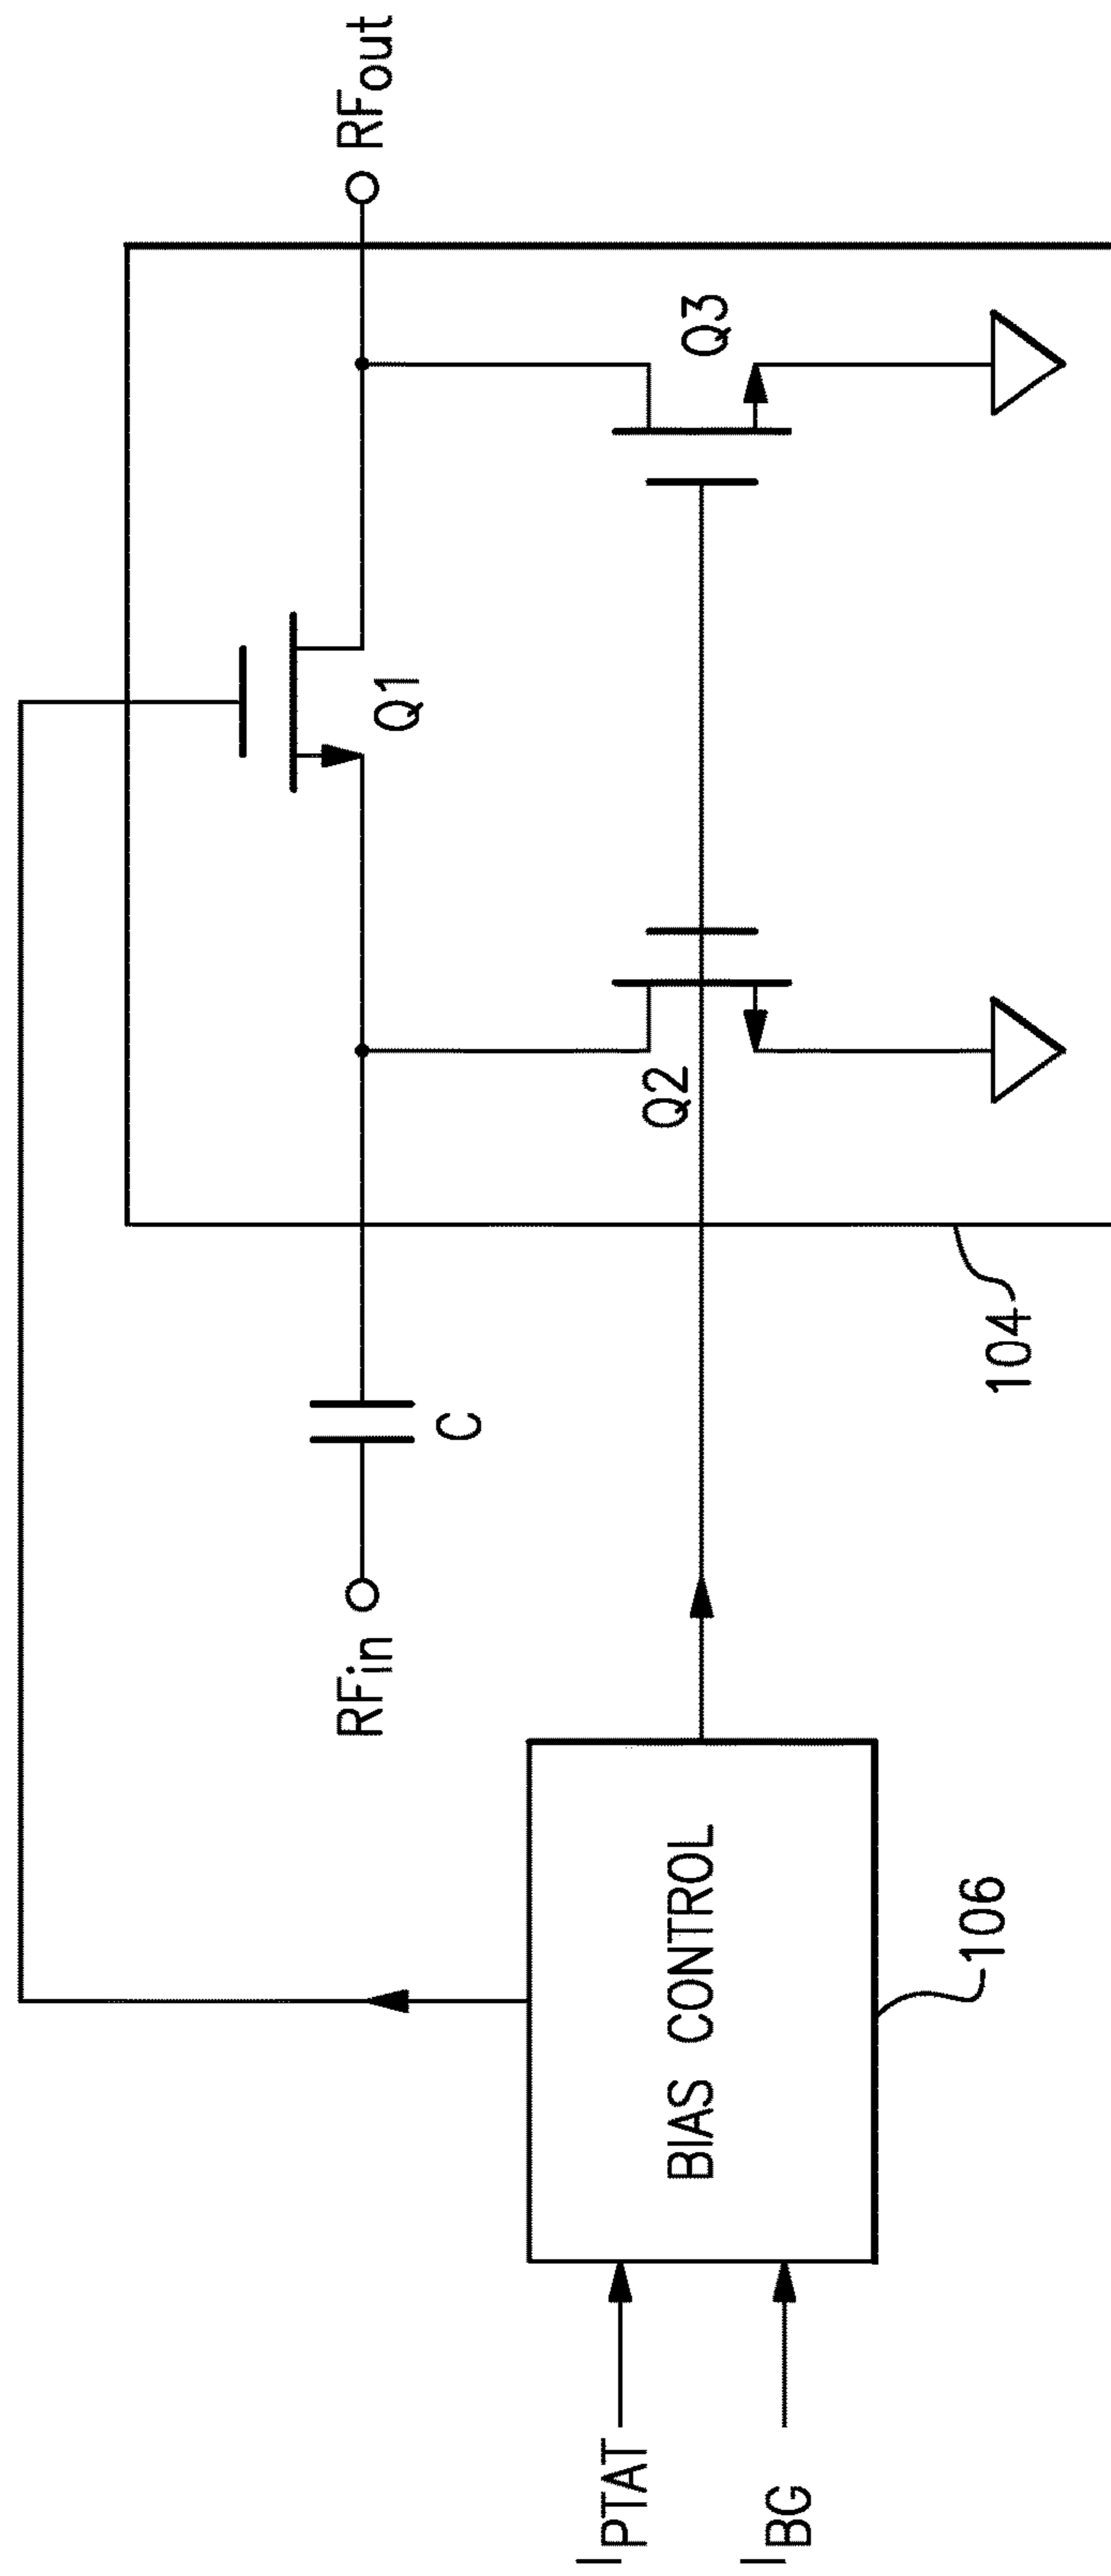 RFin
C
Q1
RFout
Q2
Q3
104
BIAS CONTROL
106
IPTAT
IBG